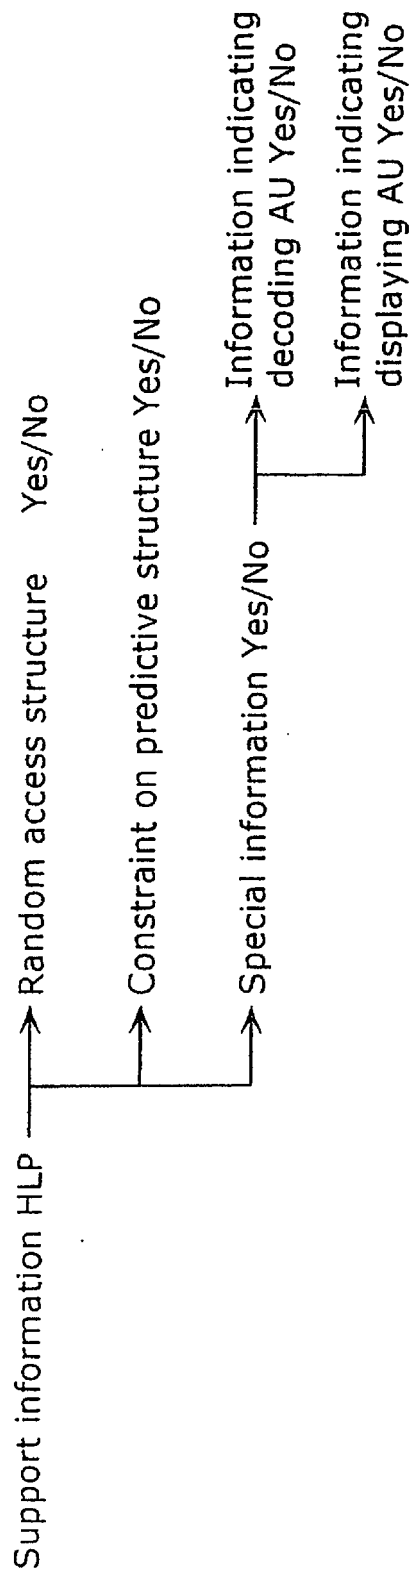 Support information HLP
Random access structure Yes/No
Constraint on predictive structure Yes/No
Special information Yes/No
Information indicating
decoding AU Yes/No
Information indicating
displaying AU Yes/No